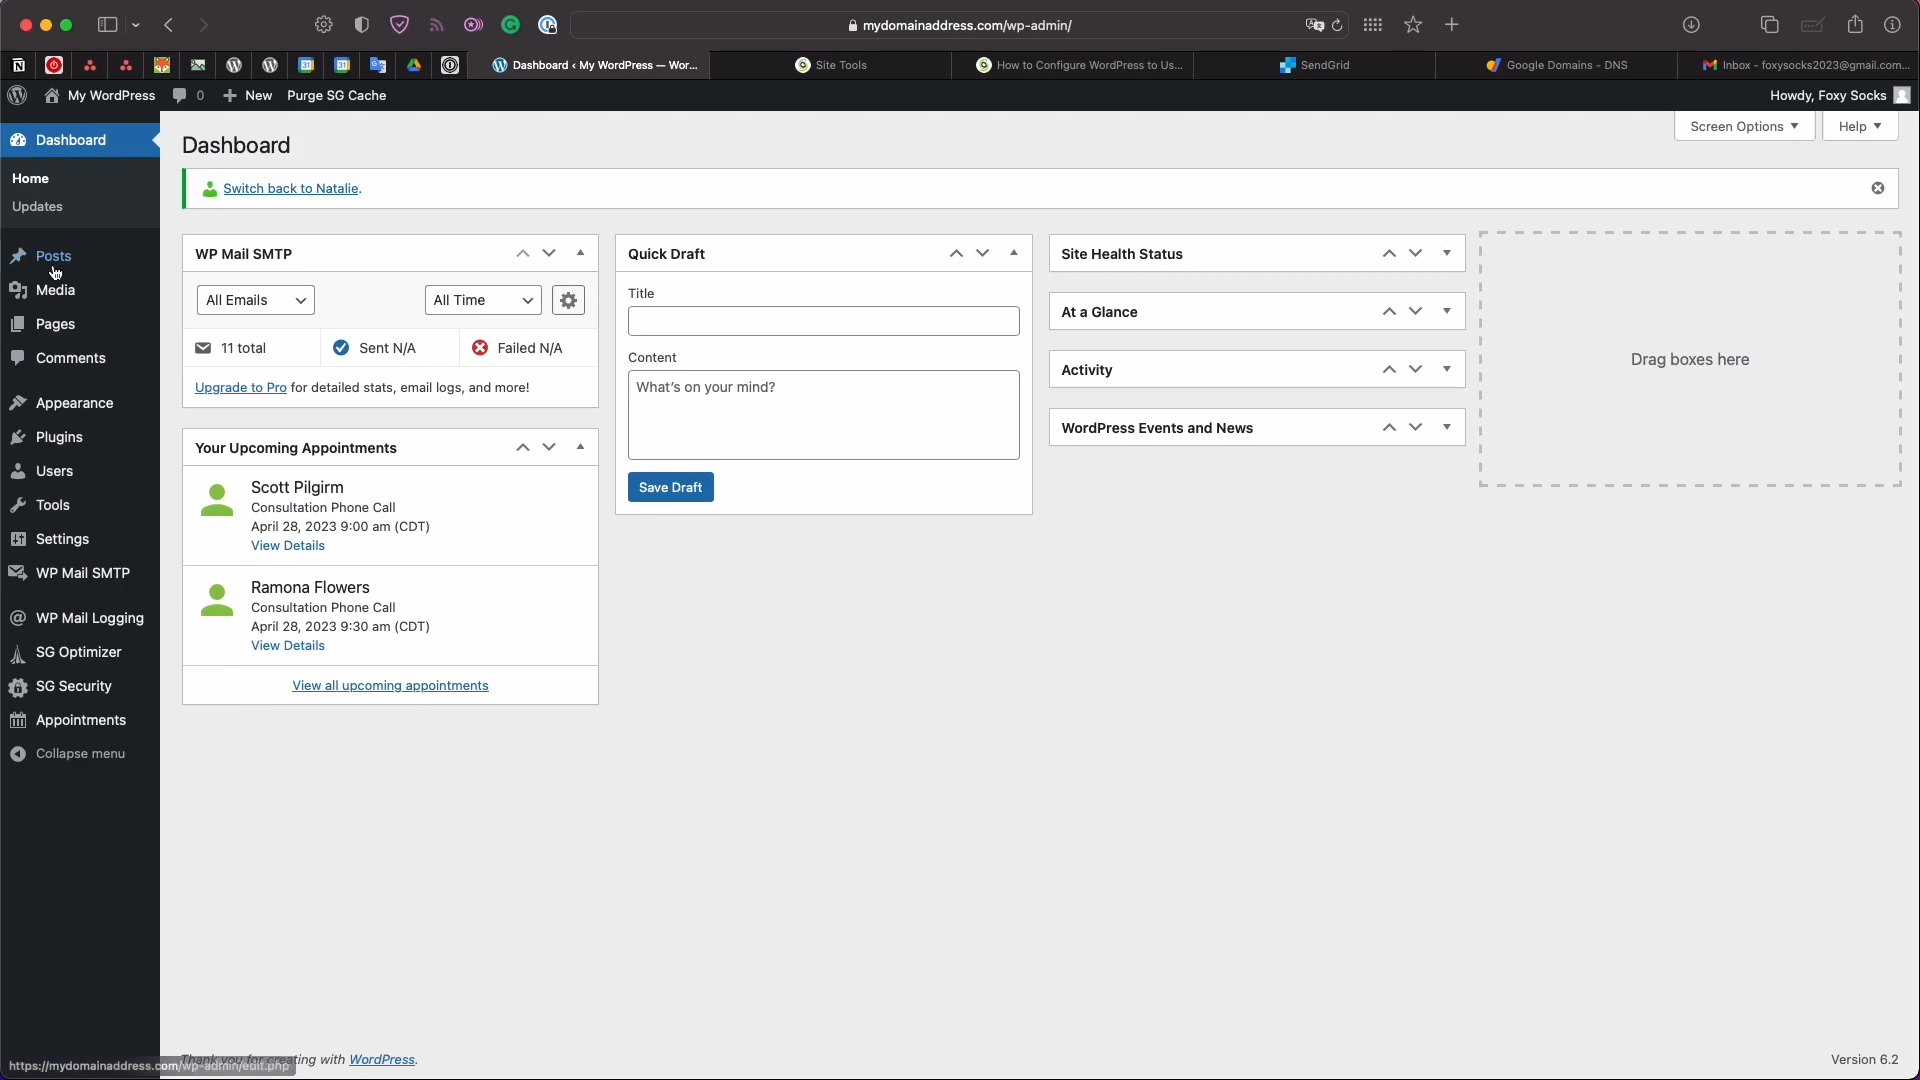 mydomainaddress.com/wp-admin/
Dashboard ‹ My WordPress — Wor...
Site Tools
How to Configure WordPress to Us...
SendGrid
Google Domains - DNS
Inbox - foxysocks2023@gmail.com...
My WordPress
0
New
Purge SG Cache
Howdy, Foxy Socks
Dashboard
Home
Updates
Posts
Media
Pages
Comments
Appearance
Plugins
Users
Tools
Settings
WP Mail SMTP
WP Mail Logging
SG Optimizer
SG Security
Appointments
Collapse menu
Dashboard
Screen Options
Help
Switch back to Natalie.
WP Mail SMTP
All Emails
All Time
11 total
Sent N/A
Failed N/A
Upgrade to Pro for detailed stats, email logs, and more!
Your Upcoming Appointments
Scott Pilgirm
Consultation Phone Call
April 28, 2023 9:00 am (CDT)
View Details
Ramona Flowers
Consultation Phone Call
April 28, 2023 9:30 am (CDT)
View Details
View all upcoming appointments
Quick Draft
Title
Content
What's on your mind?
Save Draft
Site Health Status
At a Glance
Activity
WordPress Events and News
Drag boxes here
Thank you for creating with WordPress.
Version 6.2
https://mydomainaddress.com/wp-admin/edit.php